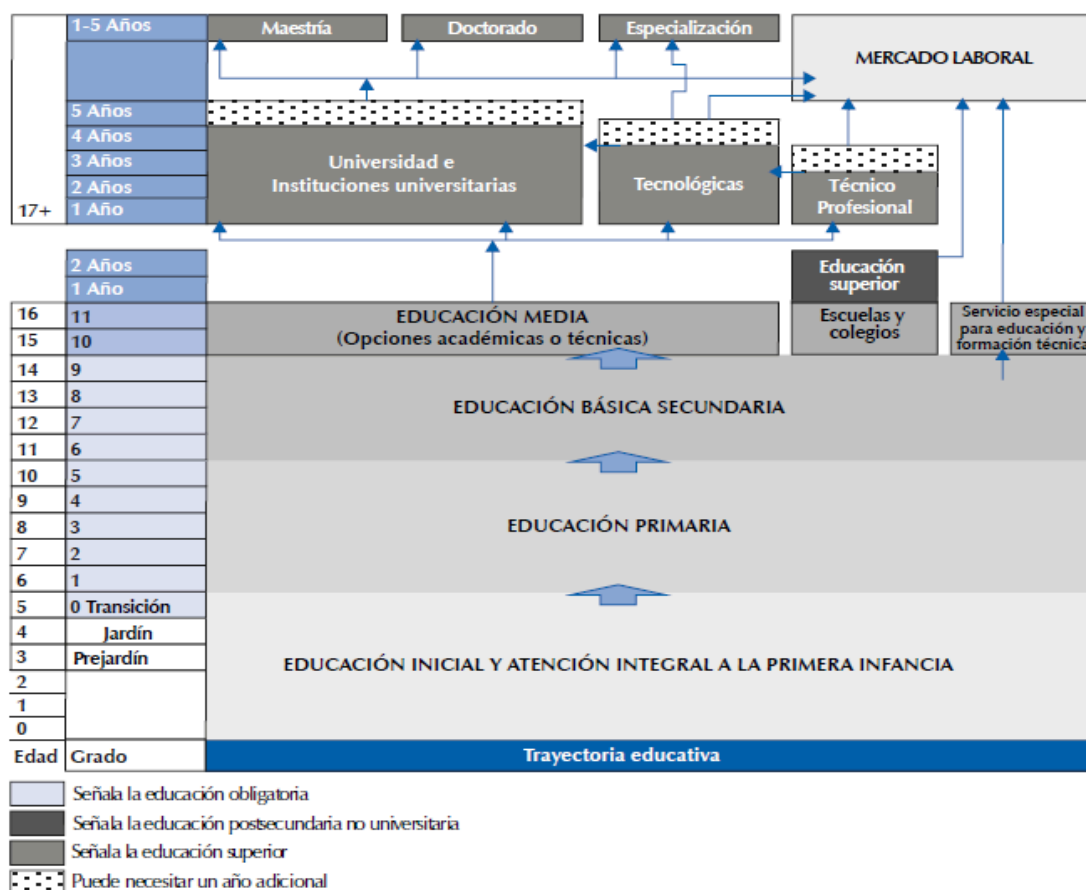 1-5 Años
Maestría
Doctorado
Especialización
MERCADO LABORAL
5 Años
4 Años
3 Años
2 Años
1 Año
17+
Universidad e
Instituciones universitarias
Tecnológicas
Técnico
Profesional
2 Años
1 Año
Educación
superior
16
11
15
10
EDUCACIÓN MEDIA
(Opciones académicas o técnicas)
Escuelas y
colegios
Servicio especial
para educación y
formación técnica
14
9
13
8
12
7
11
6
EDUCACIÓN BÁSICA SECUNDARIA
10
5
9
4
8
3
7
2
6
1
EDUCACIÓN PRIMARIA
5
0 Transición
4
Jardín
3
Prejardín
2
1
0
EDUCACIÓN INICIAL Y ATENCIÓN INTEGRAL A LA PRIMERA INFANCIA
Edad
Grado
Trayectoria educativa
Señala la educación obligatoria
Señala la educación postsecundaria no universitaria
Señala la educación superior
Puede necesitar un año adicional